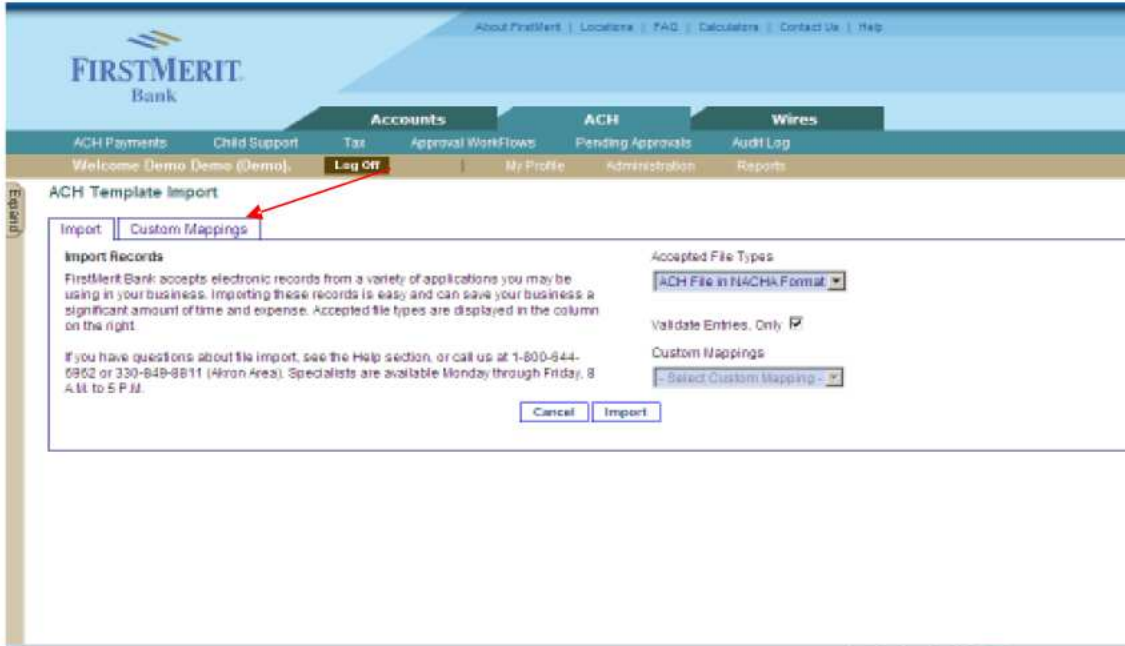 About FirstMerit | Locations | FAQ | Calculators | Contact Us | Help
FIRSTMERIT
Bank
Accounts ACH Wires
ACH Payments Child Support Tax Approval WorkFlows Pending Approvals Audit Log
Welcome Demo Demo (Demo). Log Off | My Profile Administration Reports
Expand
ACH Template Import
Import Custom Mappings
Import Records
FirstMerit Bank accepts electronic records from a variety of applications you may be
using in your business. Importing these records is easy and can save your business a
significant amount of time and expense. Accepted file types are displayed in the column
on the right.
If you have questions about file import, see the Help section, or call us at 1-800-644-
6962 or 330-849-8811 (Akron Area). Specialists are available Monday through Friday, 8
A.M. to 5 P.M.
Accepted File Types
ACH File in NACHA Format
Validate Entries, Only
Custom Mappings
- Select Custom Mapping -
Cancel Import